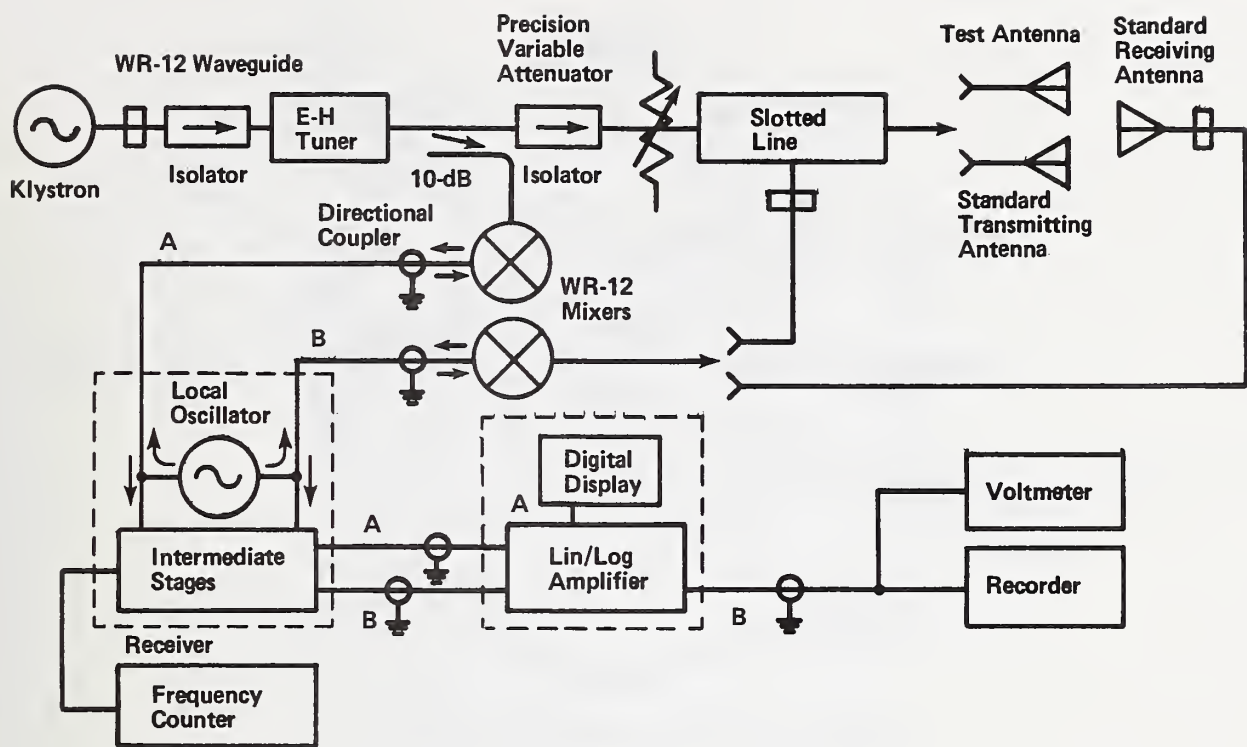 Precision
Variable
Attenuator
Test Antenna
Standard
Receiving
Antenna
WR-12 Waveguide
E-H
Tuner
Slotted
Line
Klystron
Isolator
10-dB
Isolator
Directional
Coupler
Standard
Transmitting
Antenna
A
WR-12
Mixers
B
Local
Oscillator
Digital
Display
Voltmeter
A
A
Intermediate
Stages
Lin/Log
Amplifier
Recorder
B
B
Receiver
Frequency
Counter